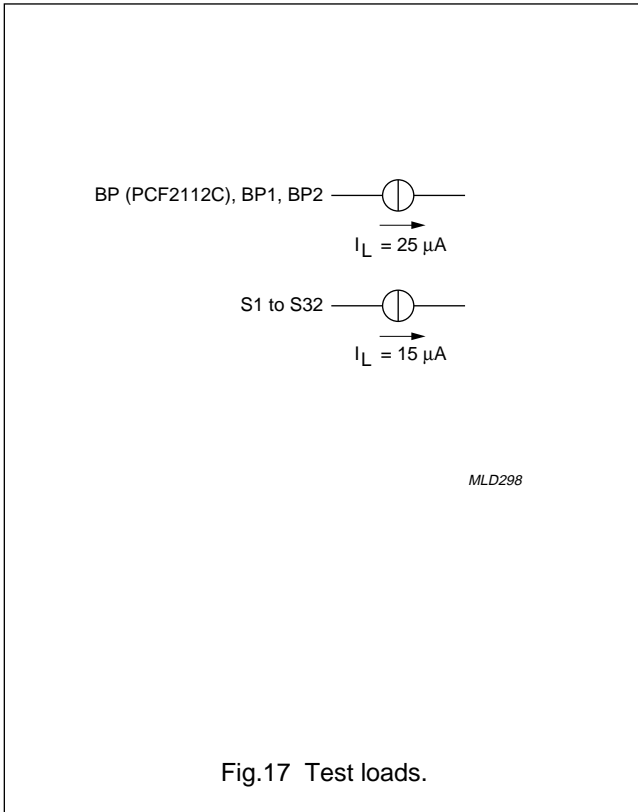 BP (PCF2112C), BP1, BP2
I_L = 25 µA
S1 to S32
I_L = 15 µA
MLD298
Fig.17 Test loads.